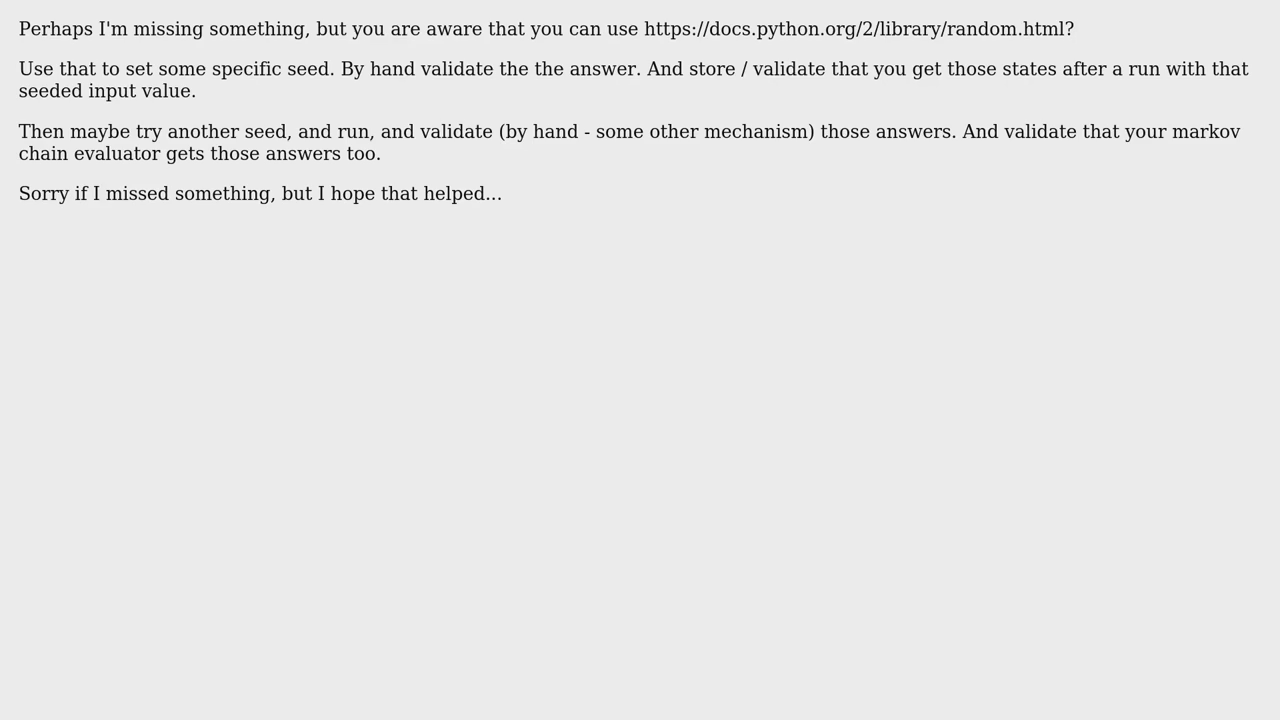 Perhaps I'm missing something, but you are aware that you can use https://docs.python.org/2/library/random.html?
Use that to set some specific seed. By hand validate the the answer. And store / validate that you get those states after a run with that
seeded input value.
Then maybe try another seed, and run, and validate (by hand - some other mechanism) those answers. And validate that your markov
chain evaluator gets those answers too.
Sorry if I missed something, but I hope that helped...